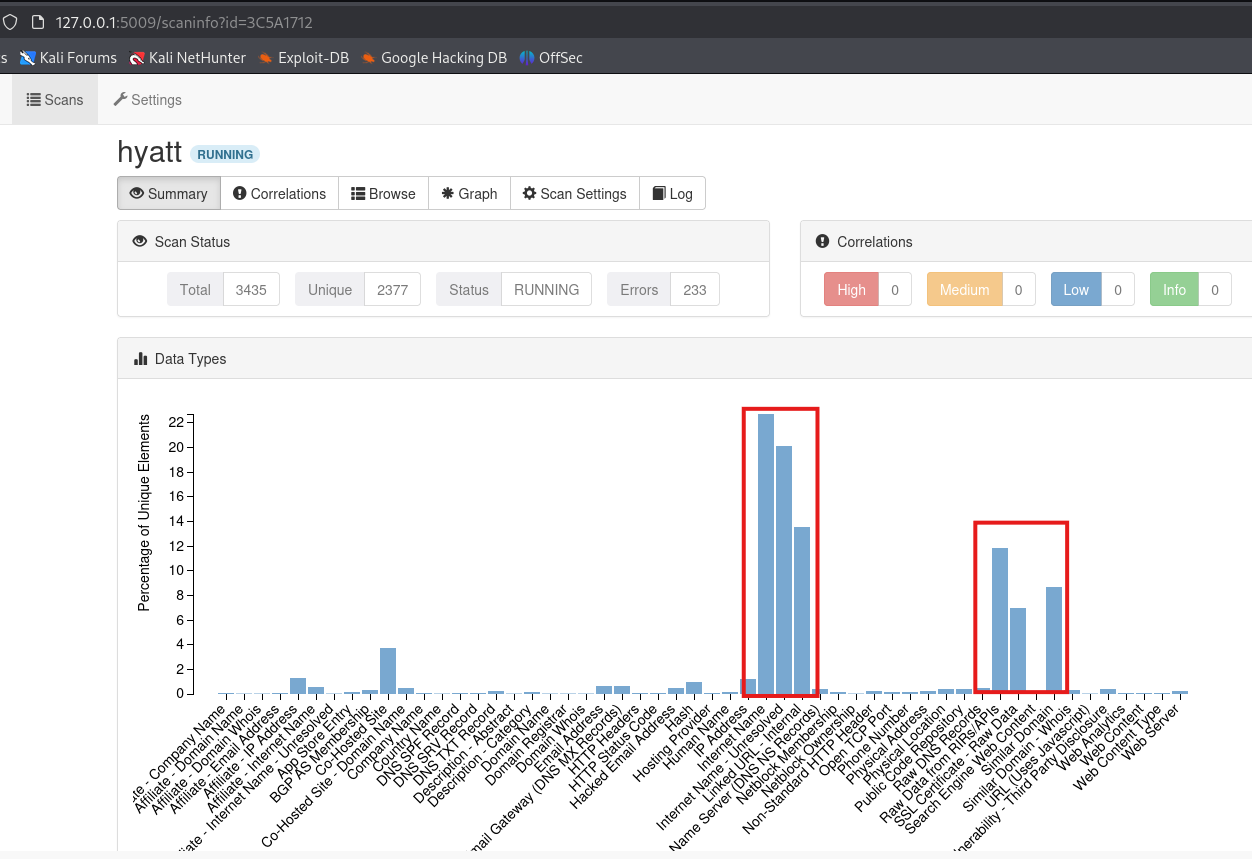 127.0.0.1:5009/scaninfo?id=3C5A1712
s Kali Forums Kali NetHunter Exploit-DB Google Hacking DB OffSec
Scans Settings
hyatt RUNNING
Summary Correlations Browse Graph Scan Settings Log
Scan Status
Total 3435 Unique 2377 Status RUNNING Errors 233
Correlations
High 0 Medium 0 Low 0 Info 0
Data Types
Percentage of Unique Elements
22
20
18
16
14
12
10
8
6
4
2
0
te - Company Name
Affiliate - Domain Name
Affiliate - Domain Whois
Affiliate - Email Address
Affiliate - IP Address
Affiliate - Internet Name
iate - Internet Name - Unresolved
App Store Entry
BGP AS Membership
Co-Hosted Site
Co-Hosted Site - Domain Name
Company Name
Country Name
DNS SPF Record
DNS SRV Record
DNS TXT Record
Description - Abstract
Description - Category
Domain Name
Domain Registrar
Domain Whois
Email Address
mail Gateway (DNS MX Records)
HTTP Headers
HTTP Status Code
Hacked Email Address
Hash
Hosting Provider
Human Name
IP Address
Internet Name
Internet Name - Unresolved
Linked URL - Internal
Name Server (DNS NS Records)
Netblock Membership
Netblock Ownership
Non-Standard HTTP Header
Open TCP Port
Phone Number
Physical Address
Physical Location
Public Code Repository
Raw DNS Records
Raw Data from RIRs/APIs
SSL Certificate - Raw Data
Search Engine Web Content
Similar Domain
Similar Domain - Whois
URL (Uses Javascript)
nerability - Third Party Disclosure
Web Analytics
Web Content
Web Content Type
Web Server